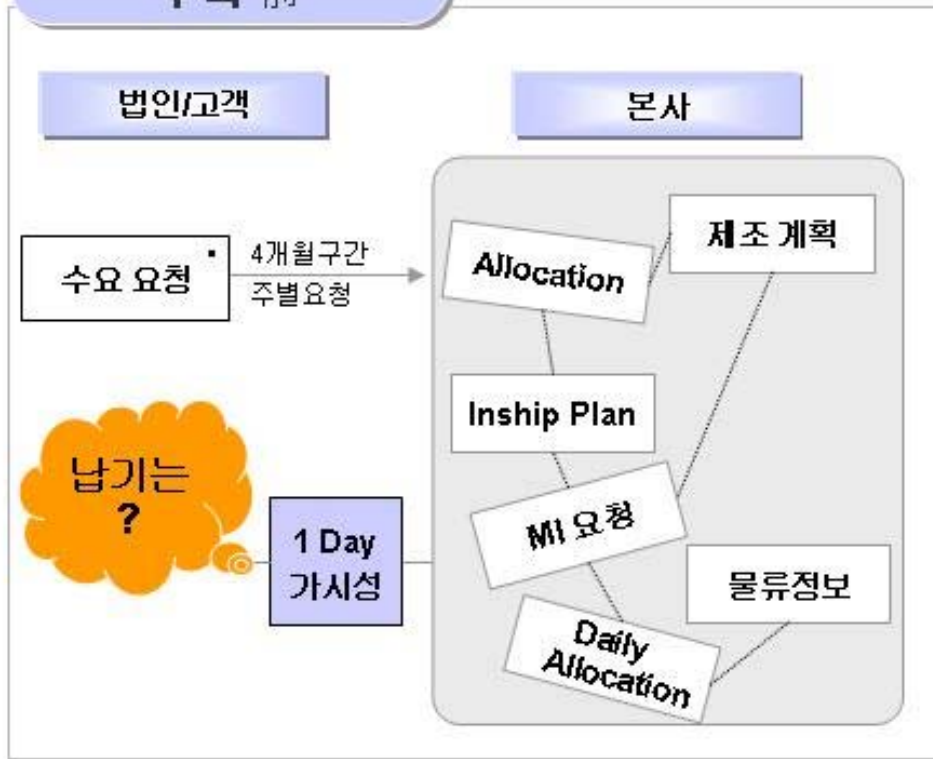 법인/고객
본사
수요 요청
4개월구간
주별요청
Allocation
제조 계획
Inship Plan
납기는
?
1 Day
가시성
MI 요청
물류정보
Daily
Allocation